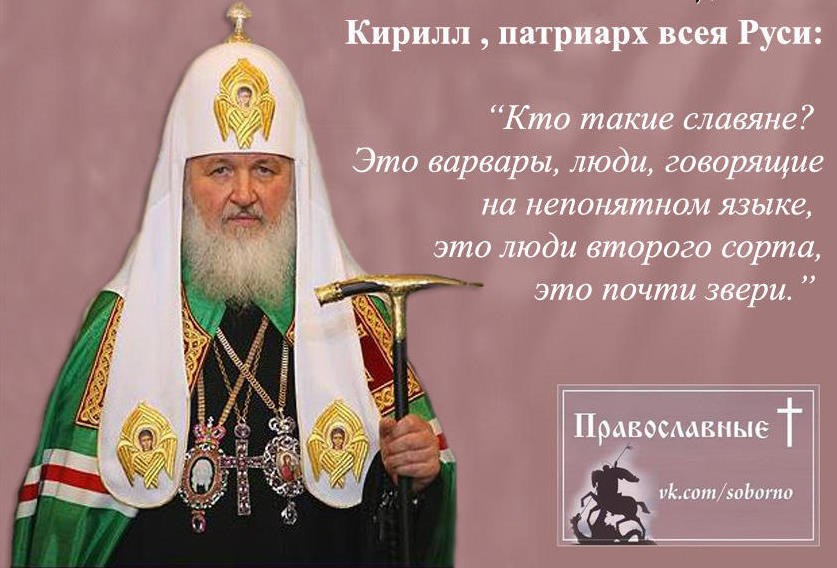 Кирилл , патриарх всея Руси:
“Кто такие славяне?
Это варвары, люди, говорящие
на непонятном языке,
это люди второго сорта,
это почти звери.”
Православные
vk.com/soborno